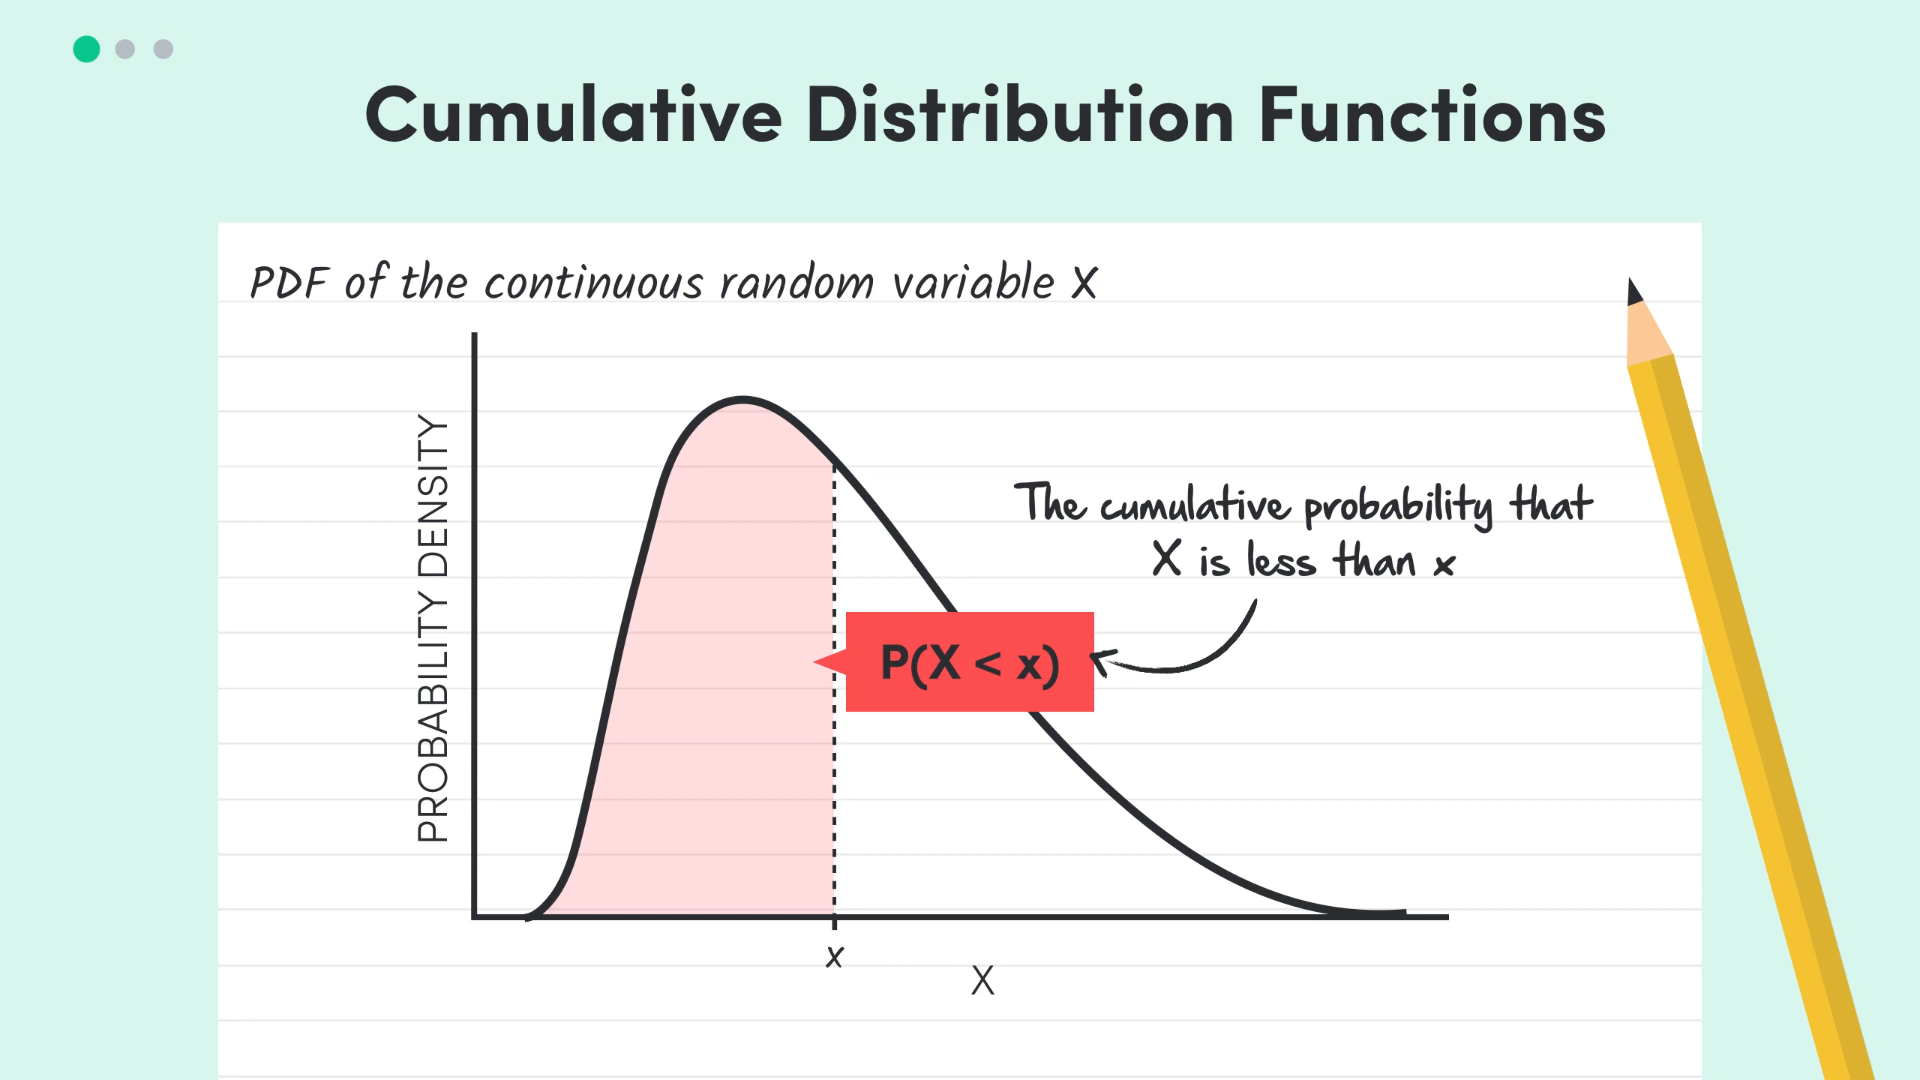 Cumulative Distribution Functions
PDF of the continuous random variable X
PROBABILITY DENSITY
The cumulative probability that
X is less than x
P(X < x)
x
X